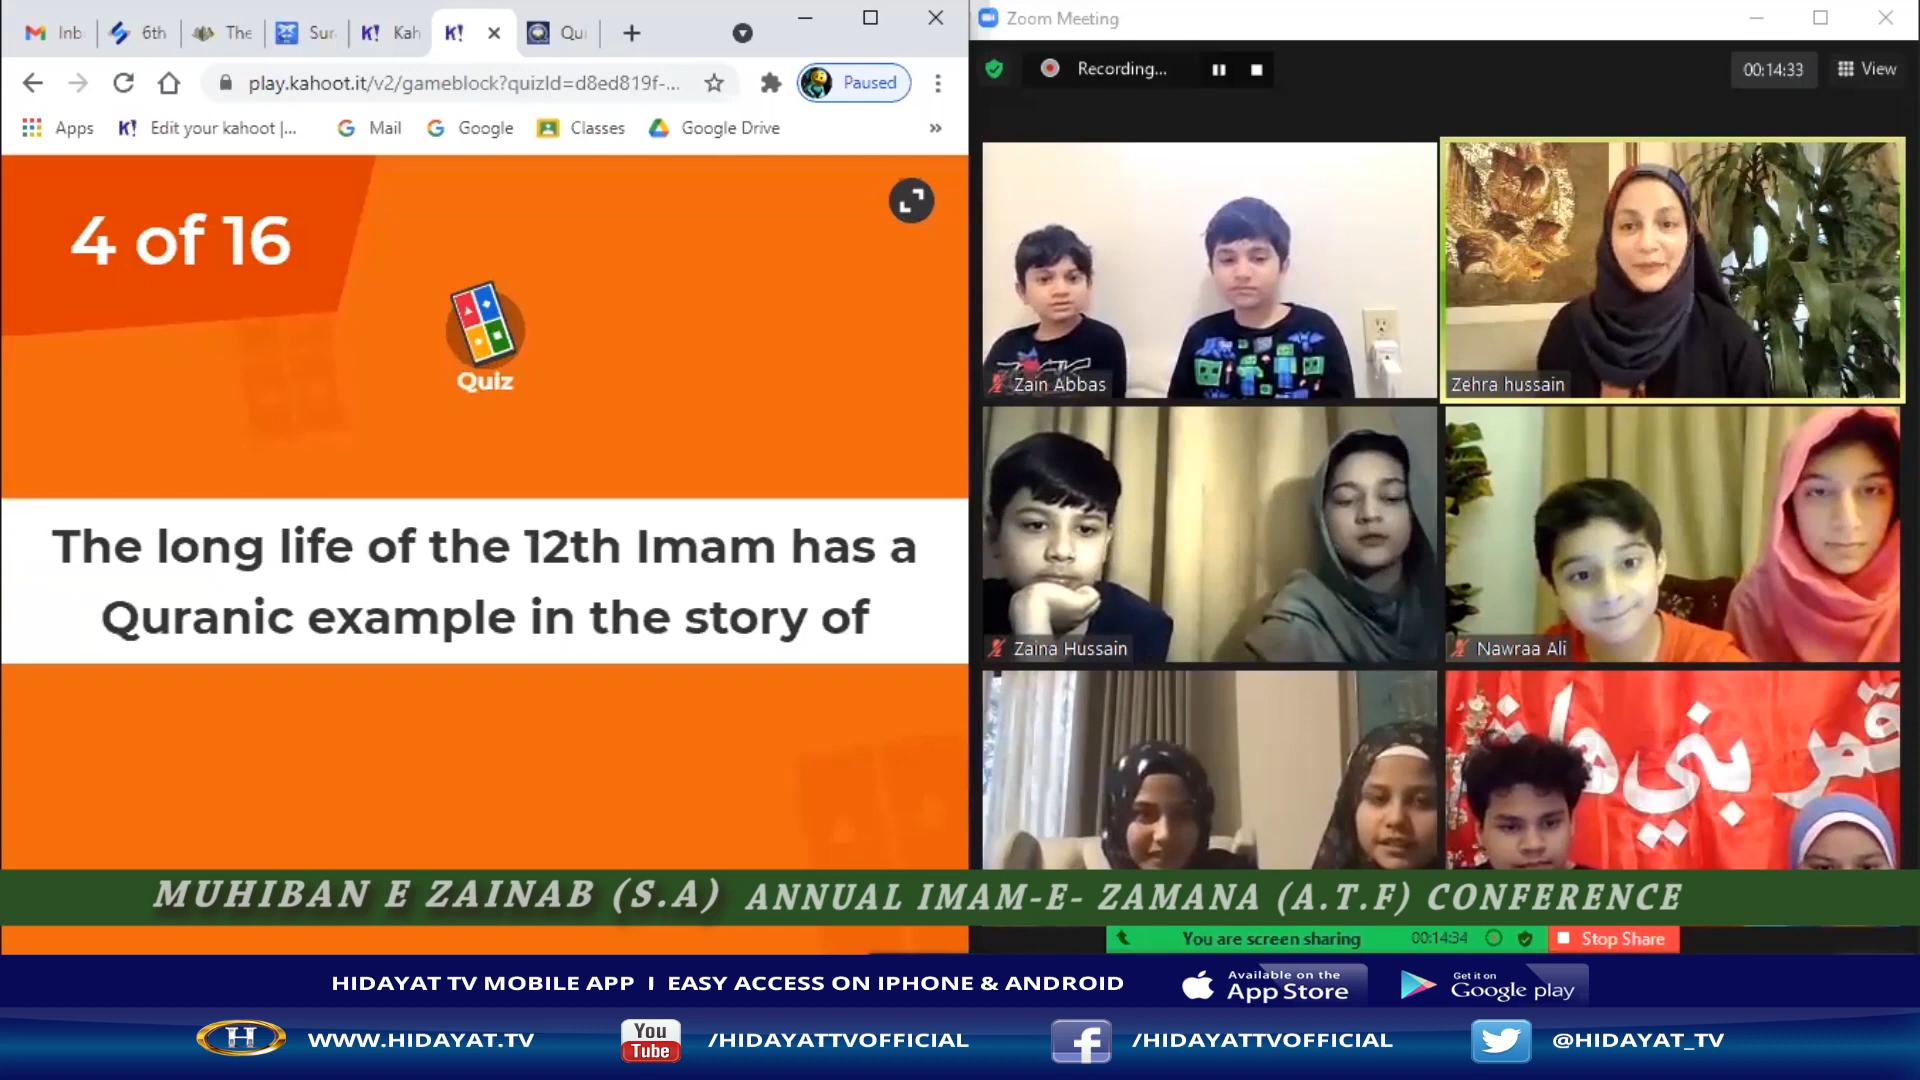 Inb
6th
The
Sur
Kah
Qui
play.kahoot.it/v2/gameblock?quizId=d8ed819f-...
Paused
Apps
Edit your kahoot |...
Mail
Google
Classes
Google Drive
»
4 of 16
Quiz
The long life of the 12th Imam has a
Quranic example in the story of
Zoom Meeting
Recording...
00:14:33
View
Zain Abbas
Zehra hussain
Zaina Hussain
Nawraa Ali
قمر بني هاشم
MUHIBAN E ZAINAB (S.A) ANNUAL IMAM-E- ZAMANA (A.T.F) CONFERENCE
You are screen sharing
00:14:34
Stop Share
HIDAYAT TV MOBILE APP I EASY ACCESS ON IPHONE & ANDROID
Available on the
App Store
Get it on
Google play
H
WWW.HIDAYAT.TV
You
Tube
/HIDAYATTVOFFICIAL
f
/HIDAYATTVOFFICIAL
@HIDAYAT_TV